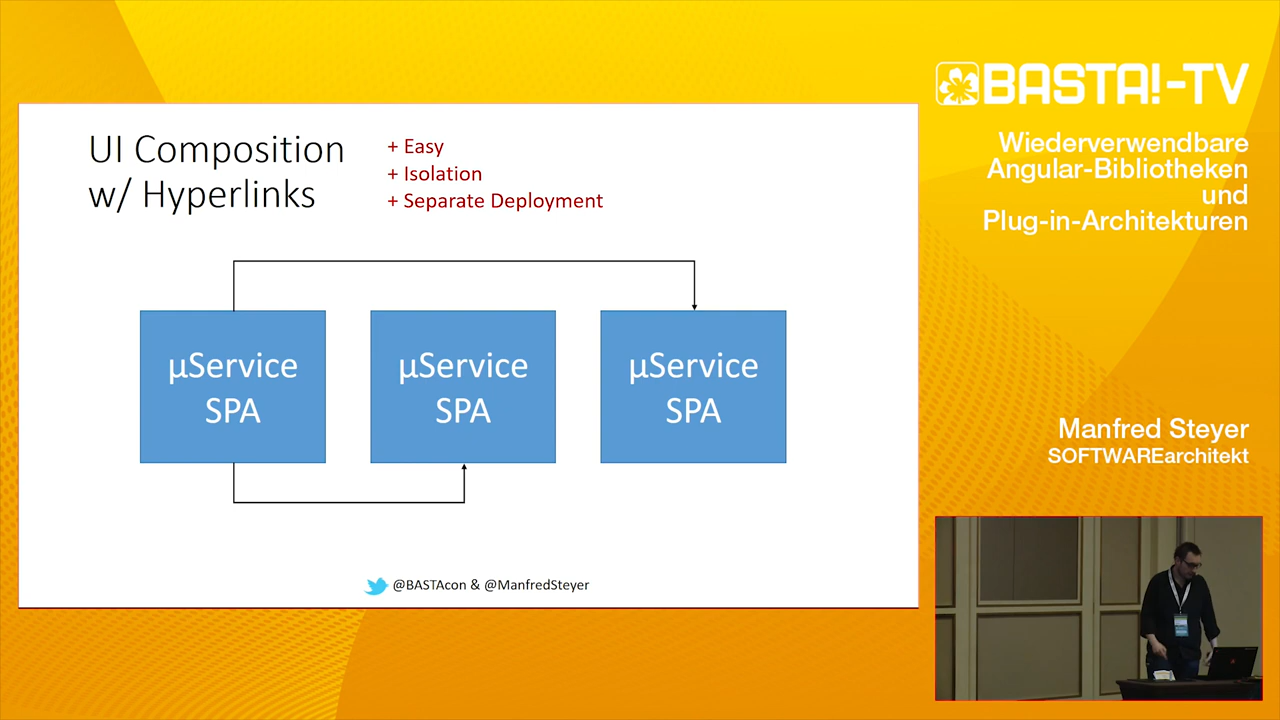 UI Composition
w/ Hyperlinks
+ Easy
+ Isolation
+ Separate Deployment
µService
SPA
µService
SPA
µService
SPA
@BASTAcon & @ManfredSteyer
BASTA!-TV
Wiederverwendbare
Angular-Bibliotheken
und
Plug-in-Architekturen
Manfred Steyer
SOFTWAREarchitekt